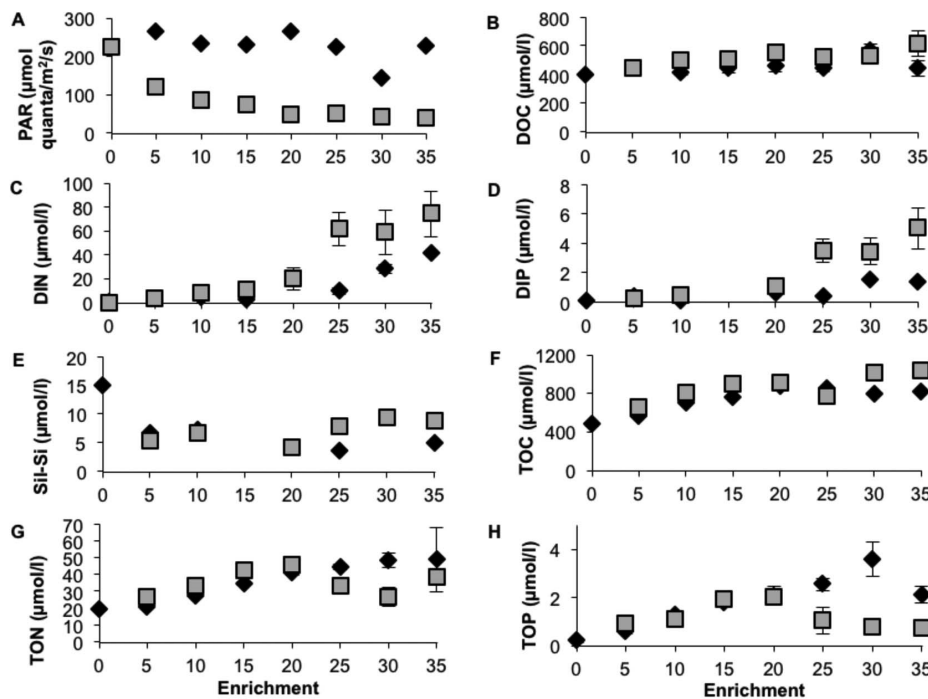 A
PAR (µmol
quanta/m²/s)
300
200
100
0
0 5 10 15 20 25 30 35
B
DOC (µmol/l)
800
600
400
200
0
0 5 10 15 20 25 30 35
C
DIN (µmol/l)
100
80
60
40
20
0
0 5 10 15 20 25 30 35
D
DIP (µmol/l)
8
6
4
2
0
0 5 10 15 20 25 30 35
E
Sil-Si (µmol/l)
20
15
10
5
0
0 5 10 15 20 25 30 35
F
TOC (µmol/l)
1200
800
400
0
0 5 10 15 20 25 30 35
G
TON (µmol/l)
70
60
50
40
30
20
10
0
0 5 10 15 20 25 30 35
Enrichment
H
TOP (µmol/l)
4
2
0
0 5 10 15 20 25 30 35
Enrichment